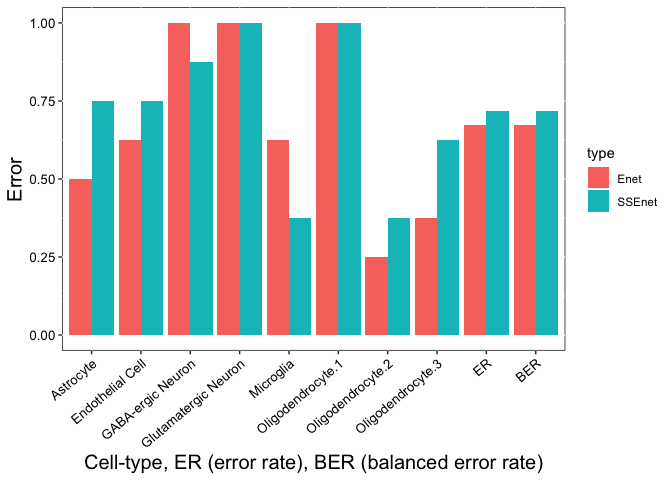 1.00
0.75
0.50
0.25
0.00
Error
Astrocyte
Endothelial Cell
GABA-ergic Neuron
Glutamatergic Neuron
Microglia
Oligodendrocyte.1
Oligodendrocyte.2
Oligodendrocyte.3
ER
BER
Cell-type, ER (error rate), BER (balanced error rate)
type
Enet
SSEnet